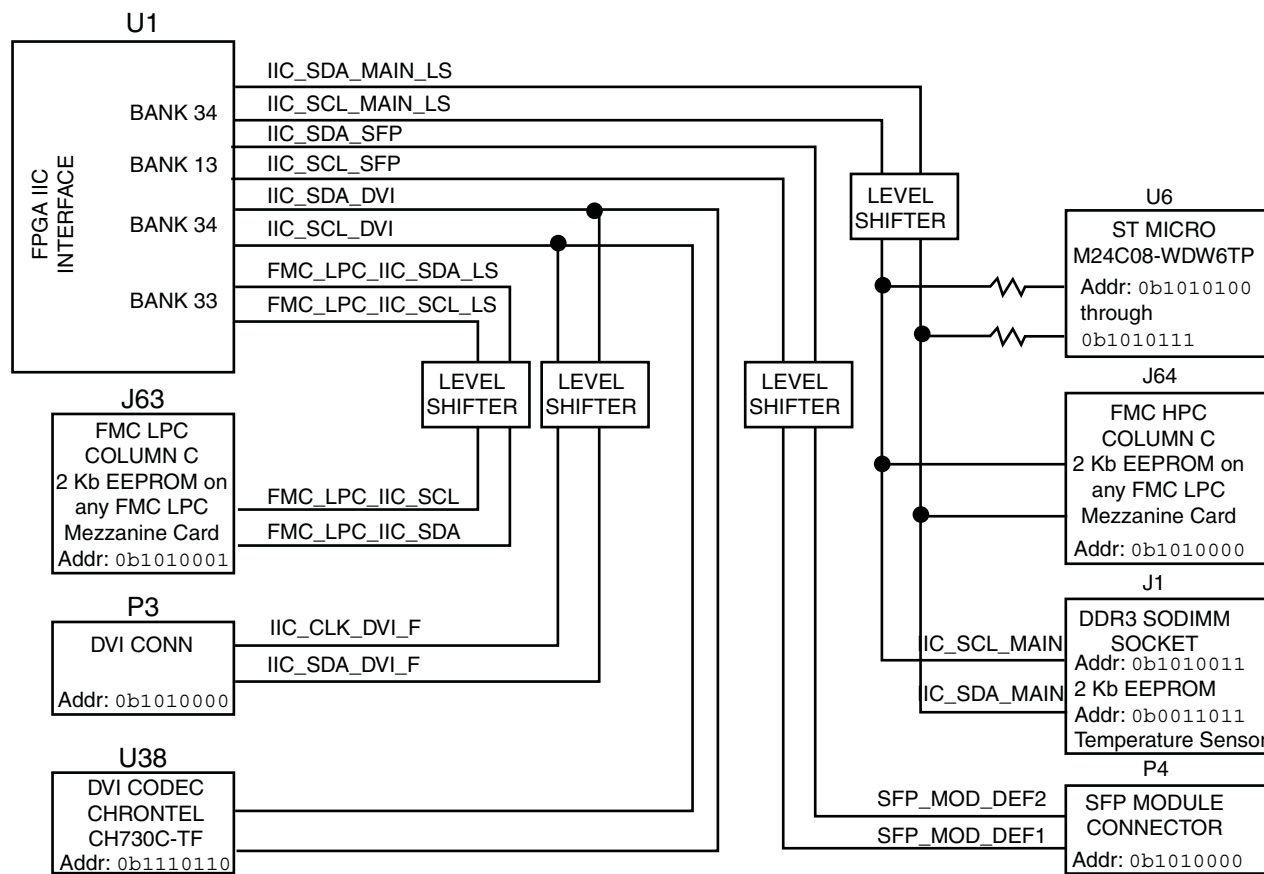 U1
FPGA IIC
INTERFACE
BANK 34
BANK 13
BANK 34
BANK 33
IIC_SDA_MAIN_LS
IIC_SCL_MAIN_LS
IIC_SDA_SFP
IIC_SCL_SFP
IIC_SDA_DVI
IIC_SCL_DVI
FMC_LPC_IIC_SDA_LS
FMC_LPC_IIC_SCL_LS
LEVEL
SHIFTER
LEVEL
SHIFTER
LEVEL
SHIFTER
LEVEL
SHIFTER
J63
FMC LPC
COLUMN C
2 Kb EEPROM on
any FMC LPC
Mezzanine Card
Addr: 0b1010001
FMC_LPC_IIC_SCL
FMC_LPC_IIC_SDA
P3
DVI CONN
Addr: 0b1010000
IIC_CLK_DVI_F
IIC_SDA_DVI_F
U38
DVI CODEC
CHRONTEL
CH730C-TF
Addr: 0b1110110
U6
ST MICRO
M24C08-WDW6TP
Addr: 0b1010100
through
0b1010111
J64
FMC HPC
COLUMN C
2 Kb EEPROM on
any FMC LPC
Mezzanine Card
Addr: 0b1010000
J1
DDR3 SODIMM
SOCKET
Addr: 0b1010011
2 Kb EEPROM
Addr: 0b0011011
Temperature Sensor
IIC_SCL_MAIN
IIC_SDA_MAIN
P4
SFP MODULE
CONNECTOR
Addr: 0b1010000
SFP_MOD_DEF2
SFP_MOD_DEF1